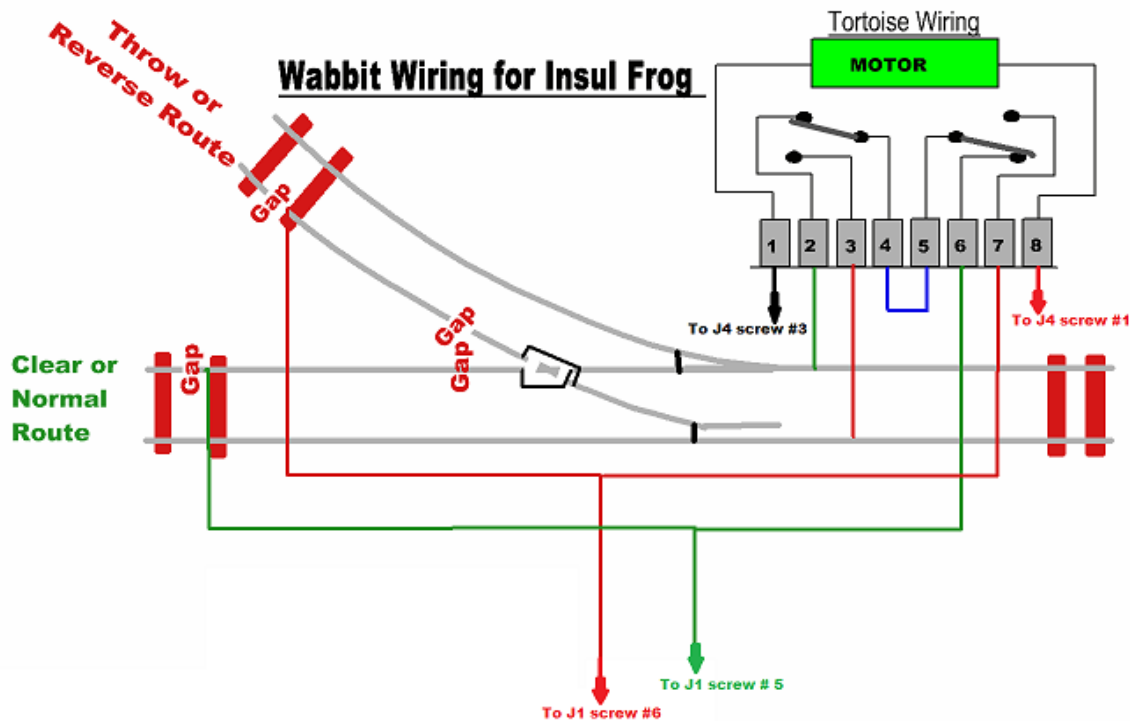 Tortoise Wiring
MOTOR
Throw or
Reverse Route
Wabbit Wiring for Insul Frog
Gap
1 2 3 4 5 6 7 8
To J4 screw #3
To J4 screw #1
Gap
Gap
Gap
Clear or
Normal
Route
To J1 screw # 5
To J1 screw #6